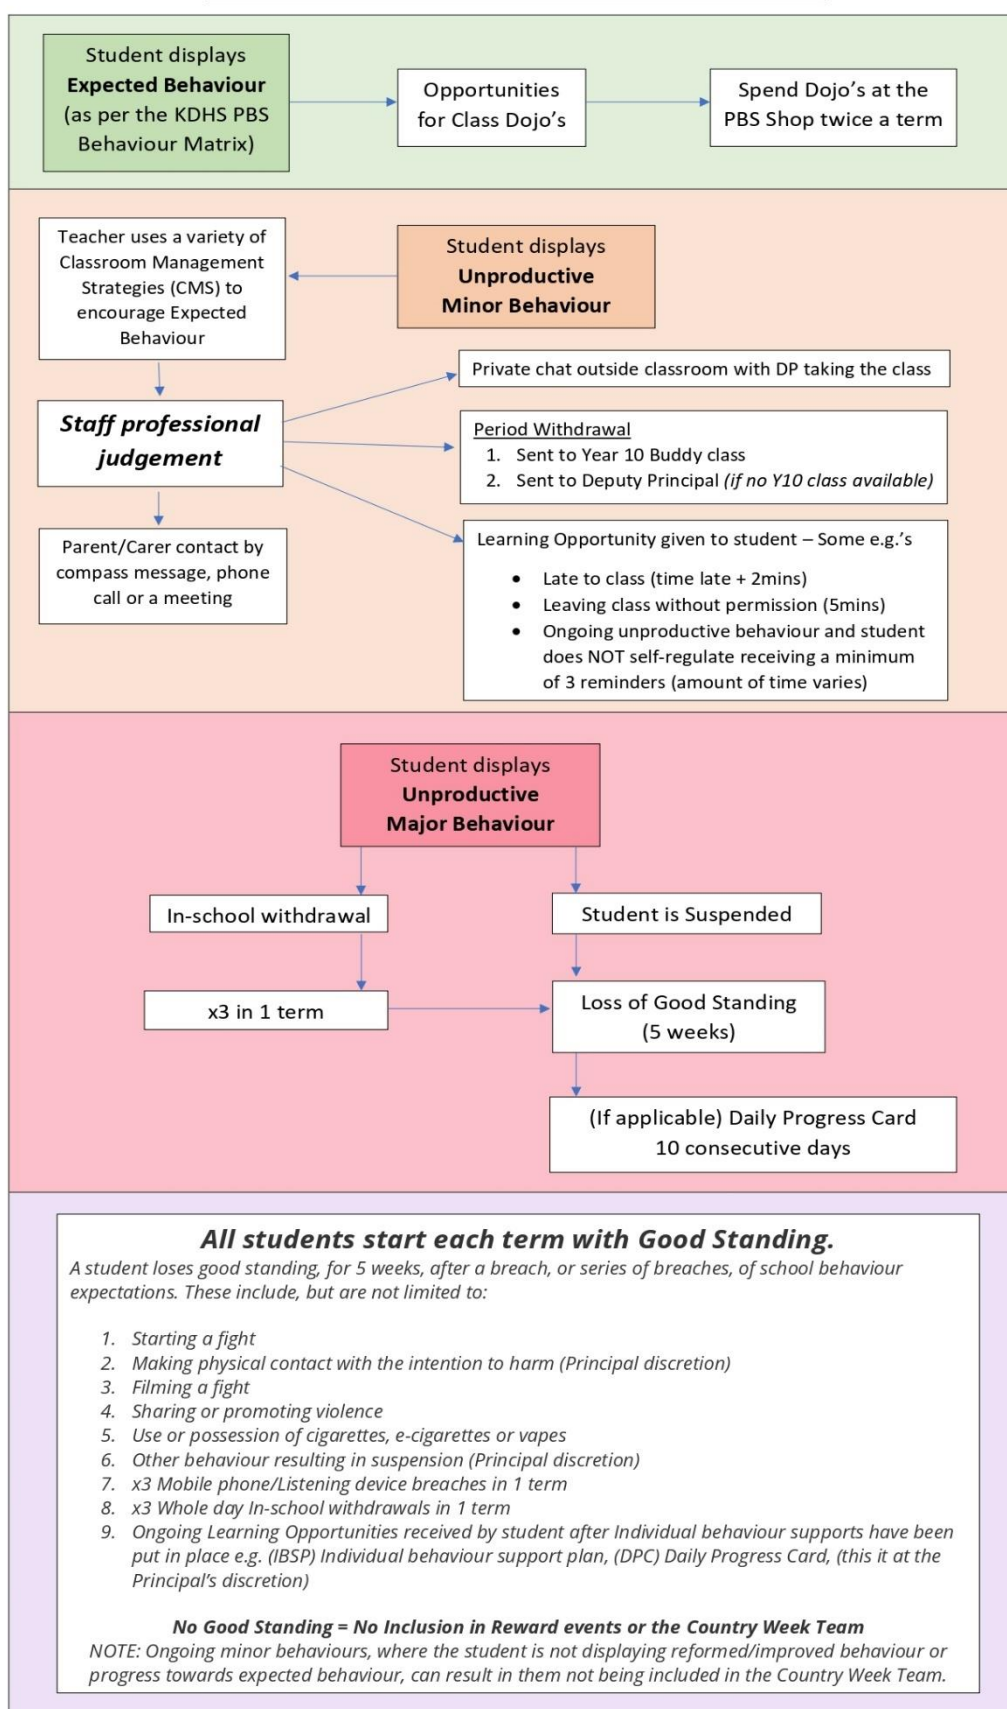 Student displays
Expected Behaviour
(as per the KDHS PBS
Behaviour Matrix)
Opportunities
for Class Dojo's
Spend Dojo's at the
PBS Shop twice a term
Student displays
Unproductive
Minor Behaviour
Teacher uses a variety of
Classroom Management
Strategies (CMS) to
encourage Expected
Behaviour
Staff professional
judgement
Parent/Carer contact by
compass message, phone
call or a meeting
Private chat outside classroom with DP taking the class
Period Withdrawal
1. Sent to Year 10 Buddy class
2. Sent to Deputy Principal (if no Y10 class available)
Learning Opportunity given to student – Some e.g.'s
• Late to class (time late + 2mins)
• Leaving class without permission (5mins)
• Ongoing unproductive behaviour and student
does NOT self-regulate receiving a minimum
of 3 reminders (amount of time varies)
Student displays
Unproductive
Major Behaviour
In-school withdrawal
x3 in 1 term
Student is Suspended
Loss of Good Standing
(5 weeks)
(If applicable) Daily Progress Card
10 consecutive days
All students start each term with Good Standing.
A student loses good standing, for 5 weeks, after a breach, or series of breaches, of school behaviour
expectations. These include, but are not limited to:
1. Starting a fight
2. Making physical contact with the intention to harm (Principal discretion)
3. Filming a fight
4. Sharing or promoting violence
5. Use or possession of cigarettes, e-cigarettes or vapes
6. Other behaviour resulting in suspension (Principal discretion)
7. x3 Mobile phone/Listening device breaches in 1 term
8. x3 Whole day In-school withdrawals in 1 term
9. Ongoing Learning Opportunities received by student after Individual behaviour supports have been
put in place e.g. (IBSP) Individual behaviour support plan, (DPC) Daily Progress Card, (this it at the
Principal's discretion)
No Good Standing = No Inclusion in Reward events or the Country Week Team
NOTE: Ongoing minor behaviours, where the student is not displaying reformed/improved behaviour or
progress towards expected behaviour, can result in them not being included in the Country Week Team.